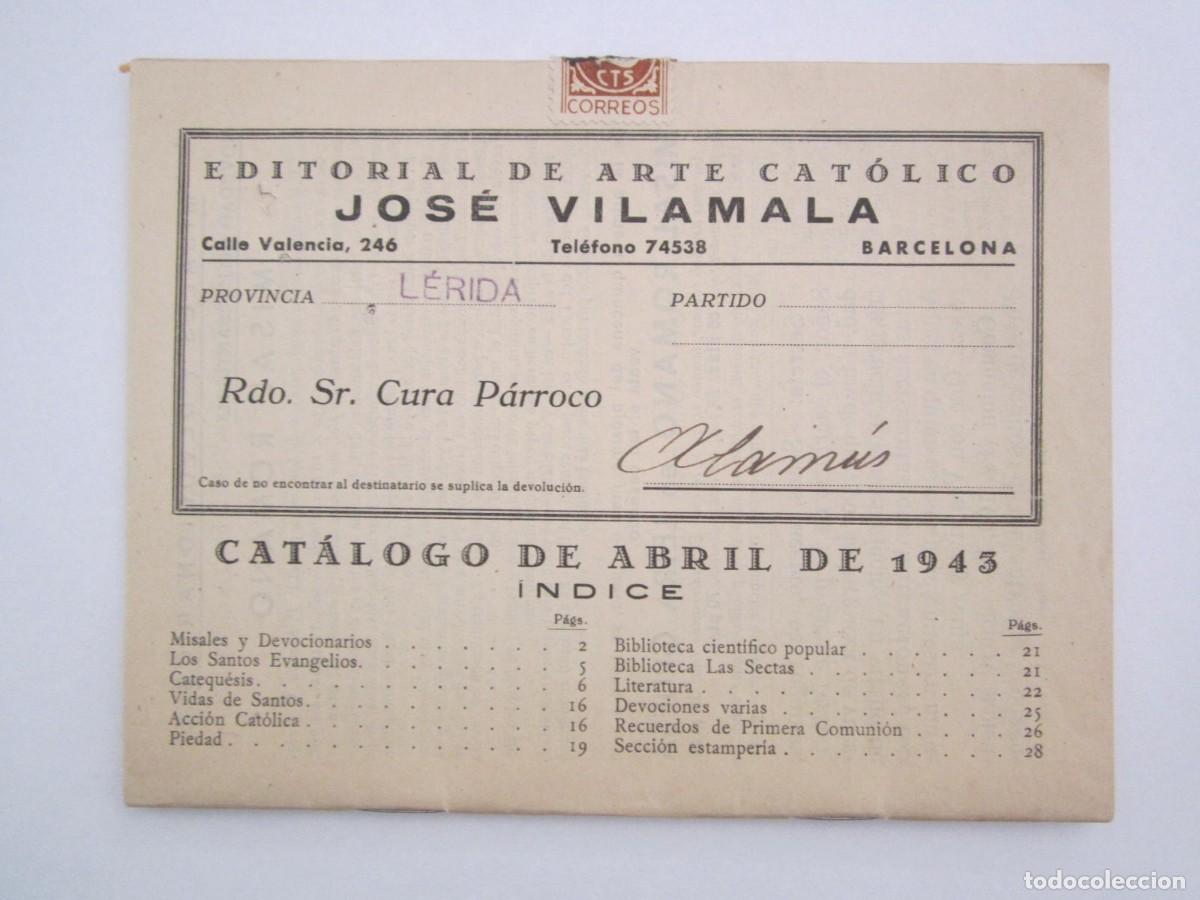 CTS
CORREOS
EDITORIAL DE ARTE CATÓLICO
JOSÉ VILAMALA
Calle Valencia, 246 Teléfono 74538 BARCELONA
PROVINCIA LÉRIDA PARTIDO
Rdo. Sr. Cura Párroco
Alamús
Caso de no encontrar al destinatario se suplica la devolución.
CATÁLOGO DE ABRIL DE 1943
ÍNDICE
Págs.
Misales y Devocionarios . . . . . . . 2
Los Santos Evangelios. . . . . . . . 5
Catequésis. . . . . . . . . . . . 6
Vidas de Santos. . . . . . . . . . 16
Acción Católica . . . . . . . . . . 16
Piedad . . . . . . . . . . . . . 19
Págs.
Biblioteca científico popular . . . . . . 21
Biblioteca Las Sectas . . . . . . . . 21
Literatura . . . . . . . . . . . . 22
Devociones varias . . . . . . . . . 25
Recuerdos de Primera Comunión . . . . 26
Sección estampería . . . . . . . . . 28
todocoleccion